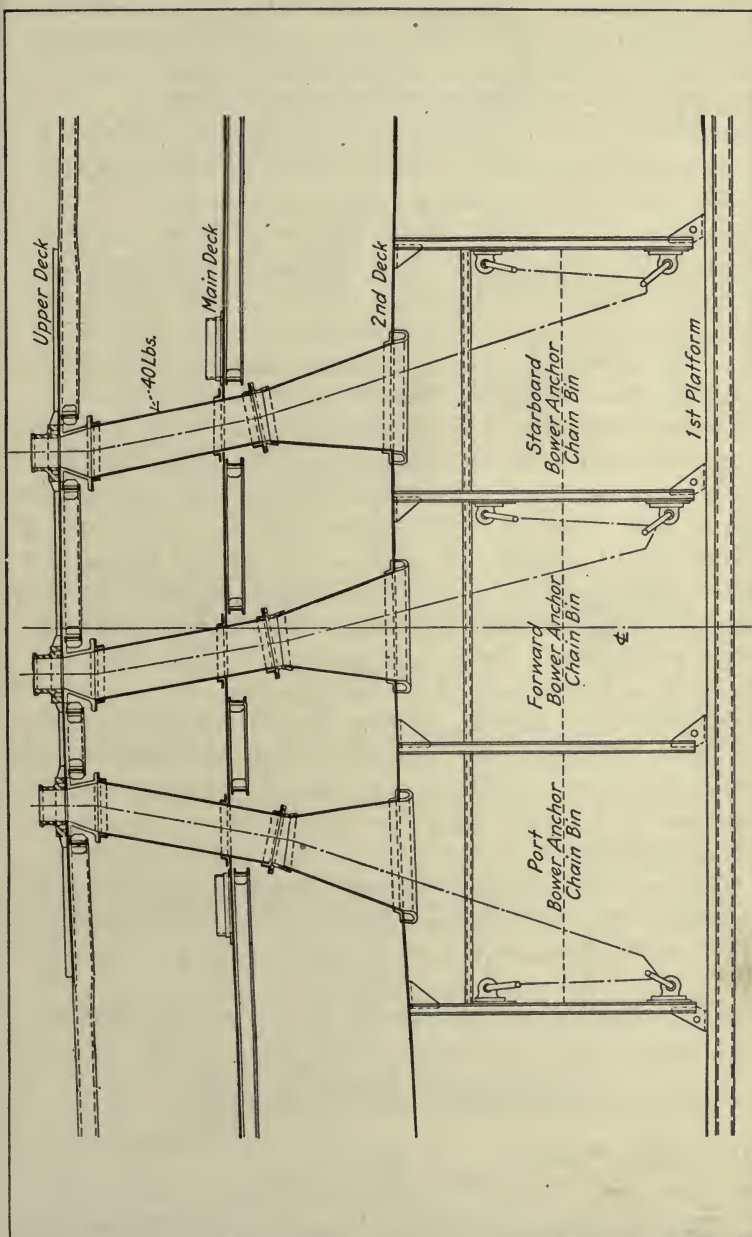 Upper Deck
40 Lbs.
Main Deck
2nd Deck
Port
Bower Anchor
Chain Bin
Forward
Bower Anchor
Chain Bin
Starboard
Bower Anchor
Chain Bin
℄
1st Platform